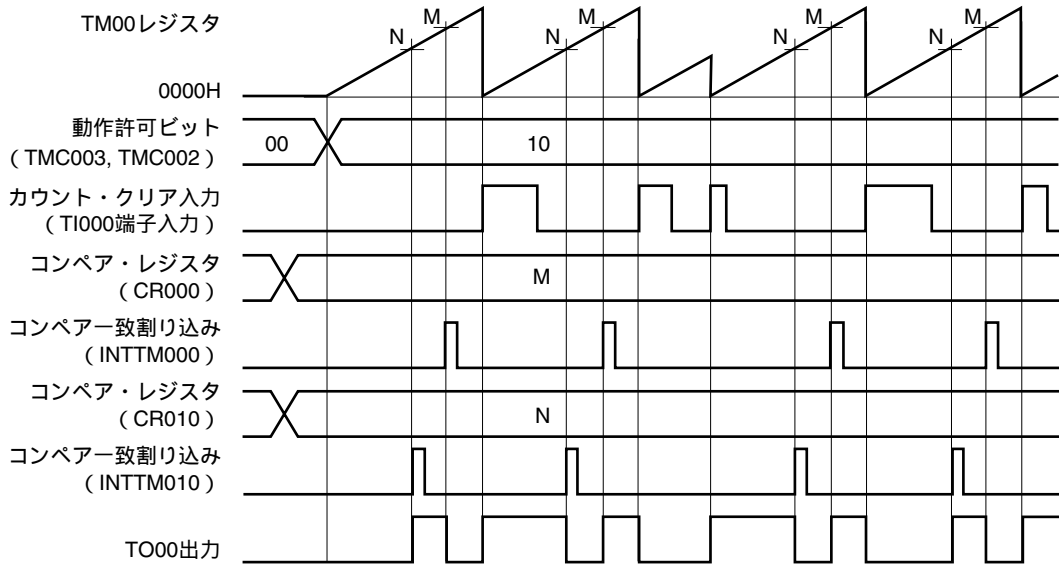 TM00レジスタ
N M N M N M N M
0000H
動作許可ビット
(TMC003, TMC002)
00 10
カウント・クリア入力
(TI000端子入力)
コンペア・レジスタ
(CR000)
M
コンペア一致割り込み
(INTTM000)
コンペア・レジスタ
(CR010)
N
コンペア一致割り込み
(INTTM010)
TO00出力